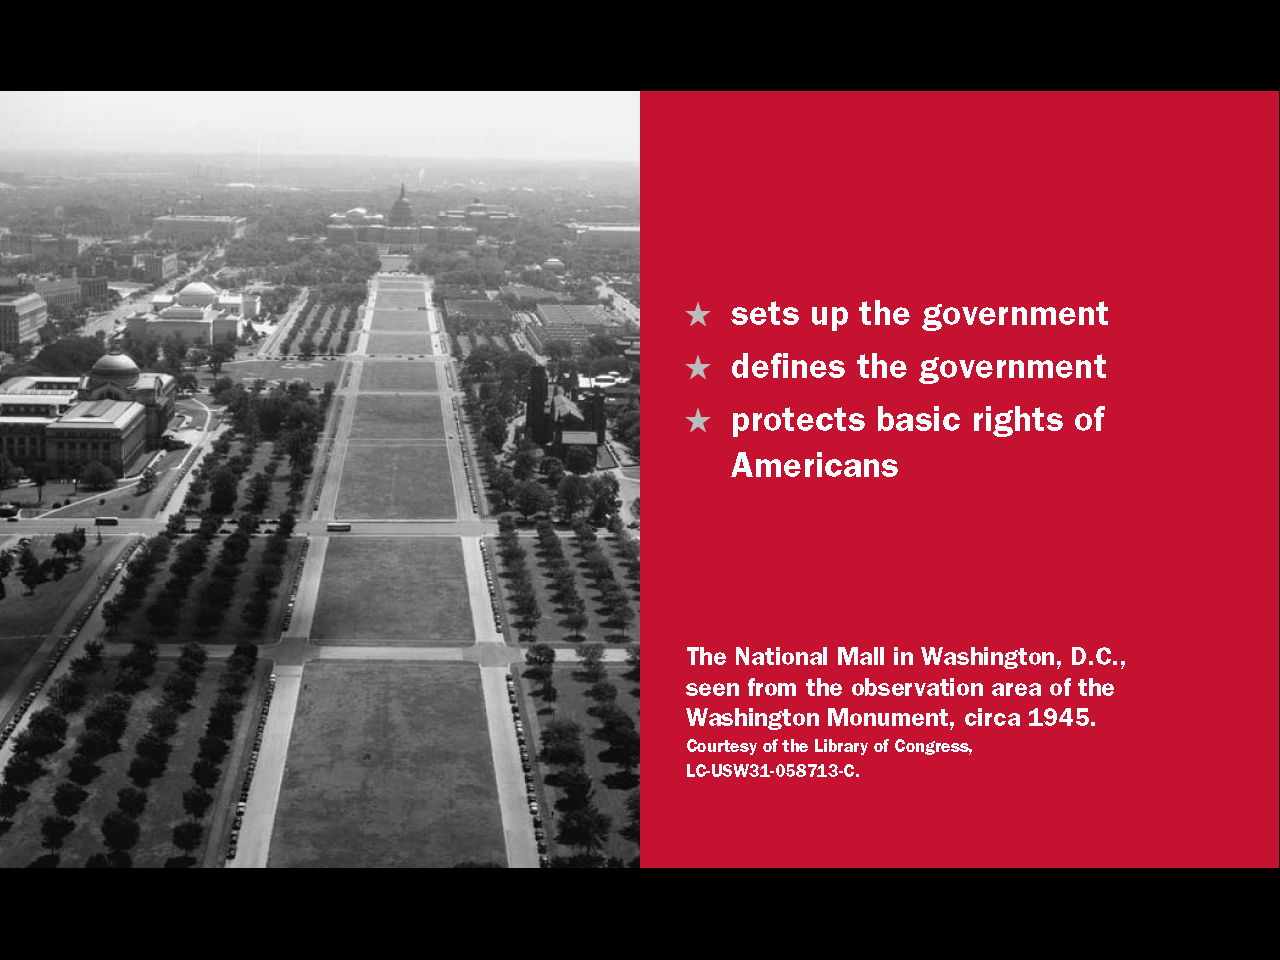 sets up the government
defines the government
protects basic rights of
Americans
The National Mall in Washington, D.C.,
seen from the observation area of the
Washington Monument, circa 1945.
Courtesy of the Library of Congress,
LC-USW31-058713-C.